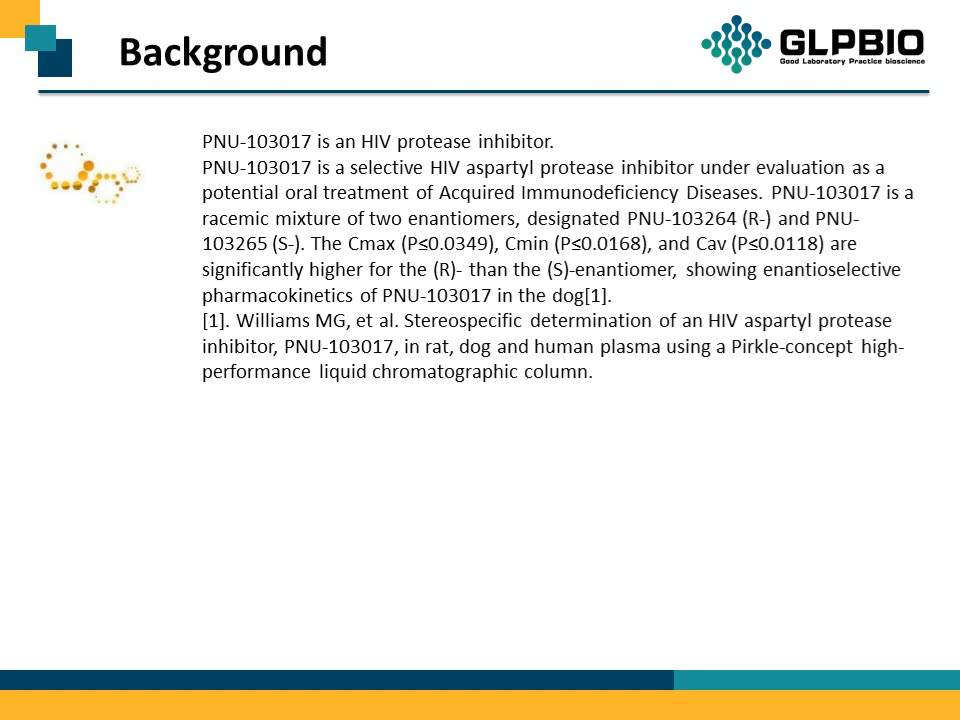 Background
GLPBIO
Good Laboratory Practice bioscience
PNU-103017 is an HIV protease inhibitor.
PNU-103017 is a selective HIV aspartyl protease inhibitor under evaluation as a
potential oral treatment of Acquired Immunodeficiency Diseases. PNU-103017 is a
racemic mixture of two enantiomers, designated PNU-103264 (R-) and PNU-
103265 (S-). The Cmax (P≤0.0349), Cmin (P≤0.0168), and Cav (P≤0.0118) are
significantly higher for the (R)- than the (S)-enantiomer, showing enantioselective
pharmacokinetics of PNU-103017 in the dog[1].
[1]. Williams MG, et al. Stereospecific determination of an HIV aspartyl protease
inhibitor, PNU-103017, in rat, dog and human plasma using a Pirkle-concept high-
performance liquid chromatographic column.